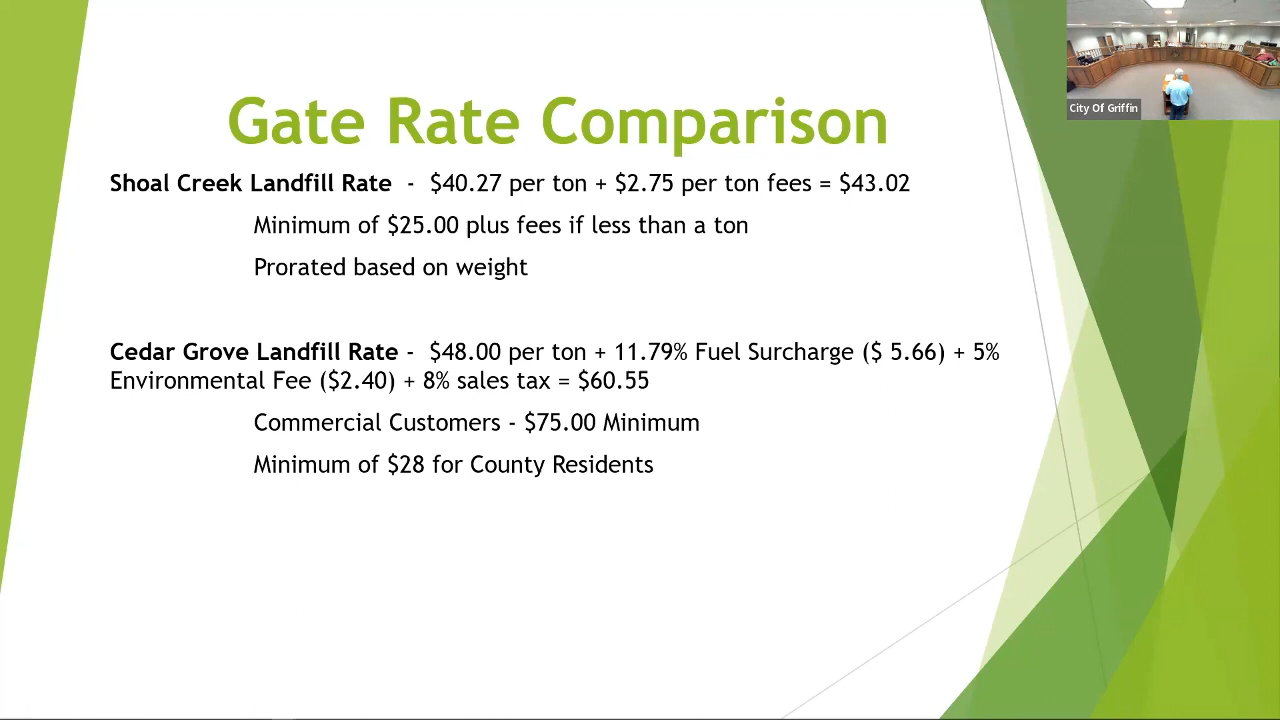 City Of Griffin
Gate Rate Comparison
Shoal Creek Landfill Rate - $40.27 per ton + $2.75 per ton fees = $43.02
Minimum of $25.00 plus fees if less than a ton
Prorated based on weight
Cedar Grove Landfill Rate - $48.00 per ton + 11.79% Fuel Surcharge ($ 5.66) + 5%
Environmental Fee ($2.40) + 8% sales tax = $60.55
Commercial Customers - $75.00 Minimum
Minimum of $28 for County Residents